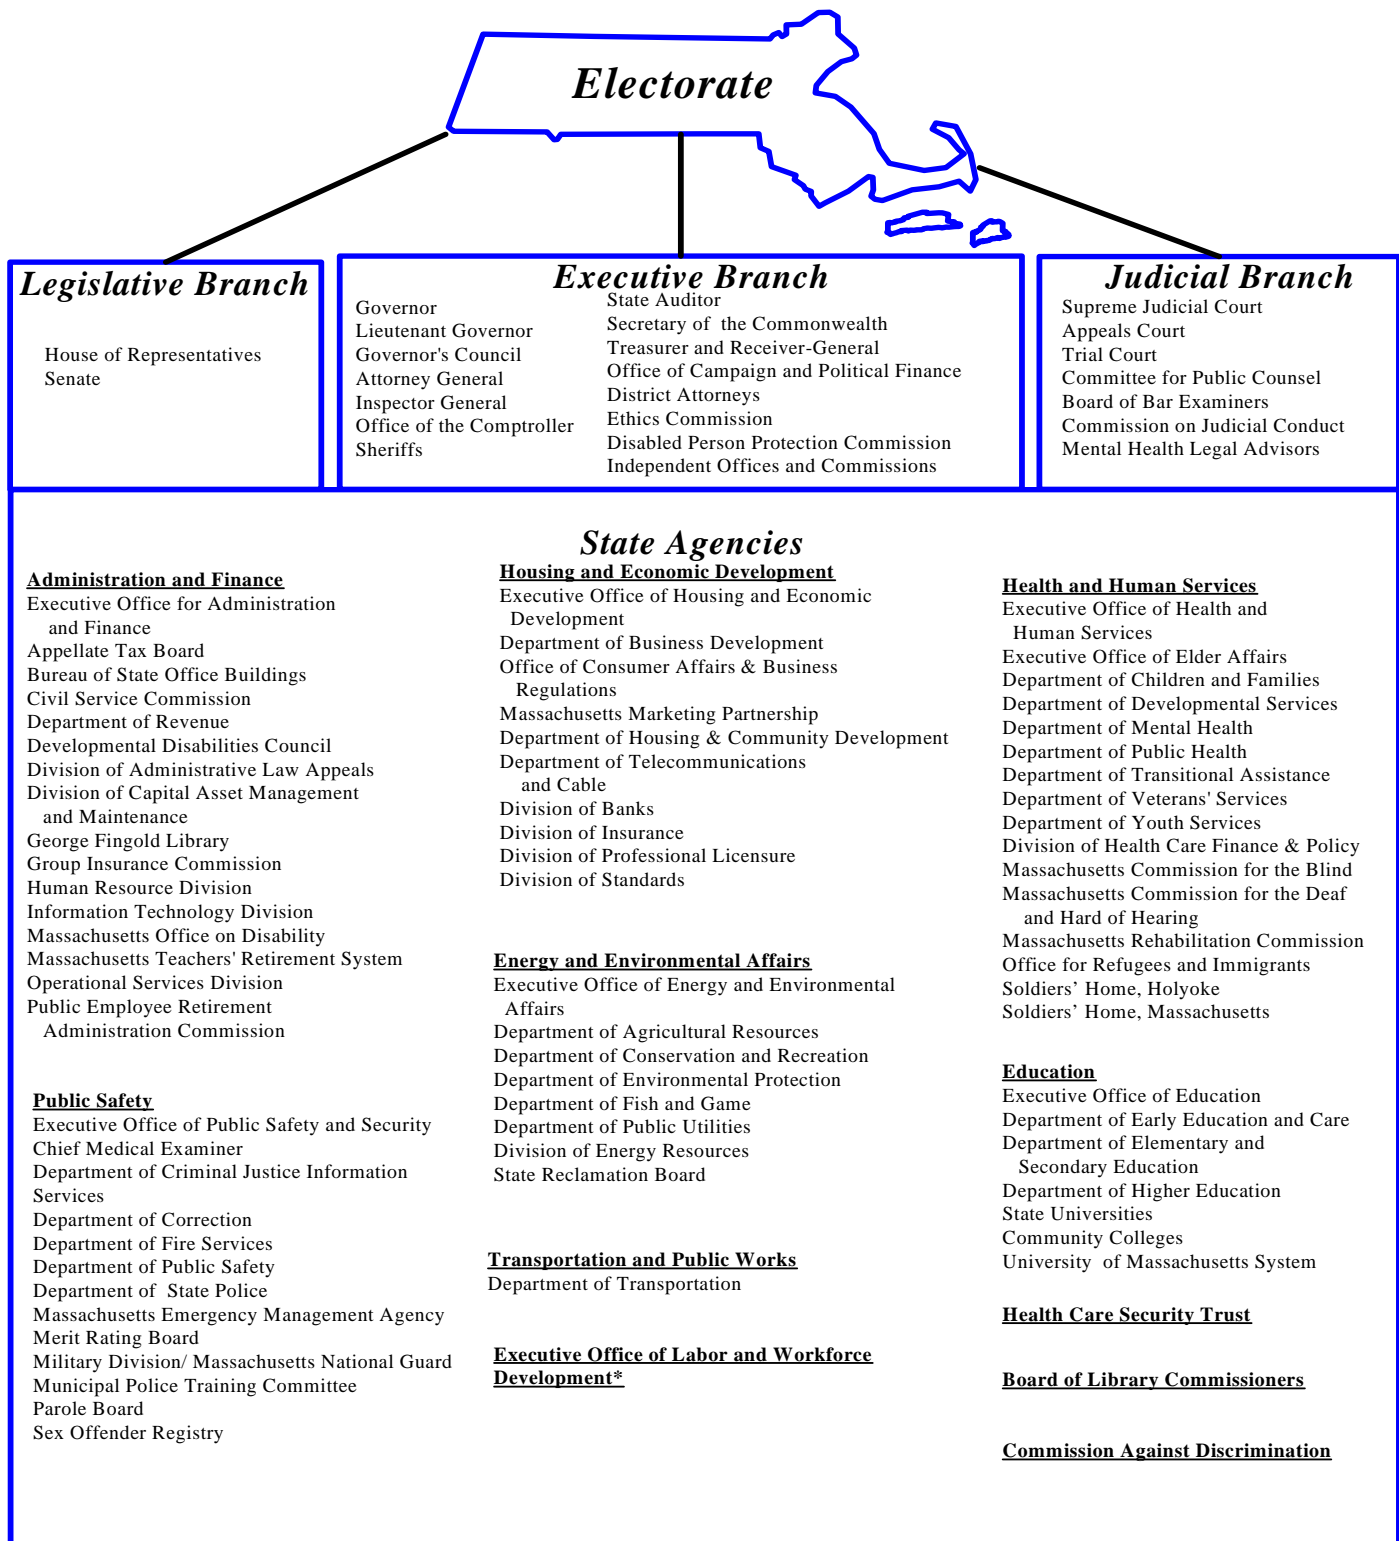 Electorate
Legislative Branch
House of Representatives
Senate
Executive Branch
Governor
Lieutenant Governor
Governor's Council
Attorney General
Inspector General
Office of the Comptroller
Sheriffs
State Auditor
Secretary of the Commonwealth
Treasurer and Receiver-General
Office of Campaign and Political Finance
District Attorneys
Ethics Commission
Disabled Person Protection Commission
Independent Offices and Commissions
Judicial Branch
Supreme Judicial Court
Appeals Court
Trial Court
Committee for Public Counsel
Board of Bar Examiners
Commission on Judicial Conduct
Mental Health Legal Advisors
State Agencies
Administration and Finance
Executive Office for Administration
and Finance
Appellate Tax Board
Bureau of State Office Buildings
Civil Service Commission
Department of Revenue
Developmental Disabilities Council
Division of Administrative Law Appeals
Division of Capital Asset Management
and Maintenance
George Fingold Library
Group Insurance Commission
Human Resource Division
Information Technology Division
Massachusetts Office on Disability
Massachusetts Teachers' Retirement System
Operational Services Division
Public Employee Retirement
Administration Commission
Public Safety
Executive Office of Public Safety and Security
Chief Medical Examiner
Department of Criminal Justice Information
Services
Department of Correction
Department of Fire Services
Department of Public Safety
Department of State Police
Massachusetts Emergency Management Agency
Merit Rating Board
Military Division/ Massachusetts National Guard
Municipal Police Training Committee
Parole Board
Sex Offender Registry
Housing and Economic Development
Executive Office of Housing and Economic
Development
Department of Business Development
Office of Consumer Affairs & Business
Regulations
Massachusetts Marketing Partnership
Department of Housing & Community Development
Department of Telecommunications
and Cable
Division of Banks
Division of Insurance
Division of Professional Licensure
Division of Standards
Energy and Environmental Affairs
Executive Office of Energy and Environmental
Affairs
Department of Agricultural Resources
Department of Conservation and Recreation
Department of Environmental Protection
Department of Fish and Game
Department of Public Utilities
Division of Energy Resources
State Reclamation Board
Transportation and Public Works
Department of Transportation
Executive Office of Labor and Workforce
Development*
Health and Human Services
Executive Office of Health and
Human Services
Executive Office of Elder Affairs
Department of Children and Families
Department of Developmental Services
Department of Mental Health
Department of Public Health
Department of Transitional Assistance
Department of Veterans' Services
Department of Youth Services
Division of Health Care Finance & Policy
Massachusetts Commission for the Blind
Massachusetts Commission for the Deaf
and Hard of Hearing
Massachusetts Rehabilitation Commission
Office for Refugees and Immigrants
Soldiers’ Home, Holyoke
Soldiers’ Home, Massachusetts
Education
Executive Office of Education
Department of Early Education and Care
Department of Elementary and
Secondary Education
Department of Higher Education
State Universities
Community Colleges
University of Massachusetts System
Health Care Security Trust
Board of Library Commissioners
Commission Against Discrimination